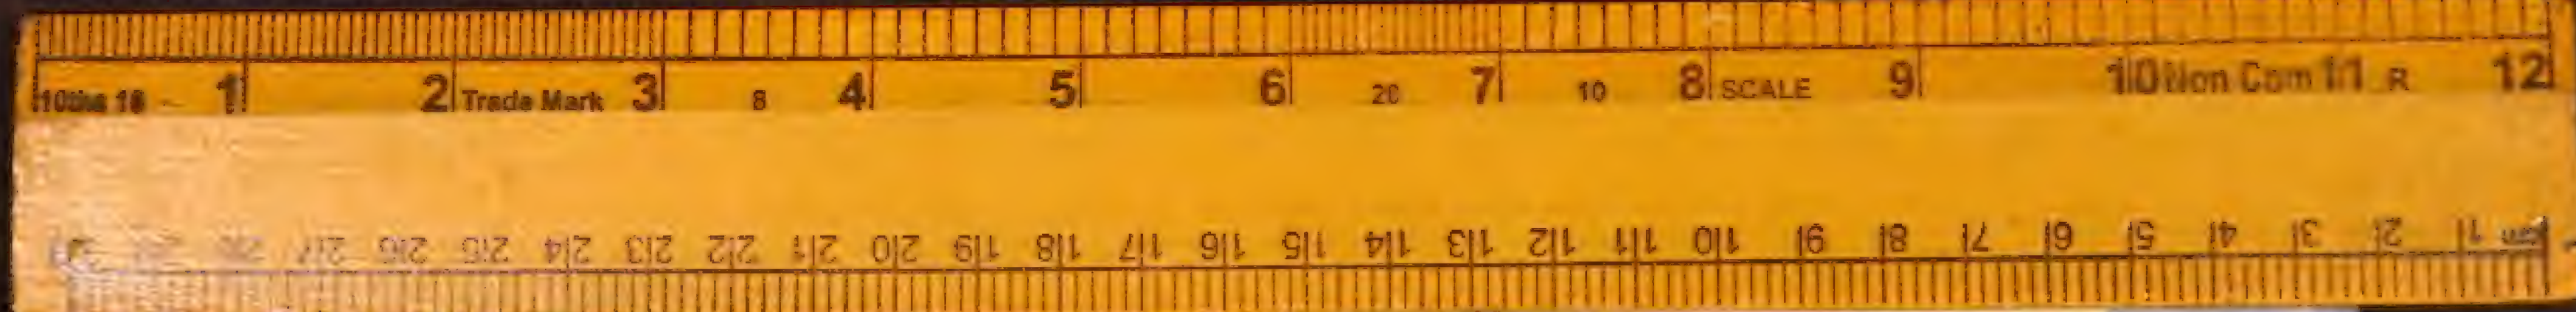 10ths 16 1 2 Trade Mark 3 8 4 5 6 20 7 10 8 SCALE 9 10 Non Com 11 R 12
cm 1 2 3 4 5 6 7 8 9 10 11 12 13 14 15 16 17 18 19 20 21 22 23 24 25 26 27 28 29